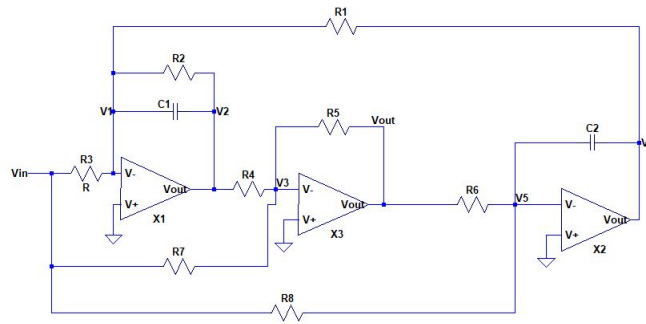 R1
R2
C1
V1
V2
R5
Vout
C2
V
Vin
R3
R
V-
Vout
V+
X1
R4
V3
V-
Vout
V+
X3
R6
V5
V-
Vout
V+
X2
R7
R8